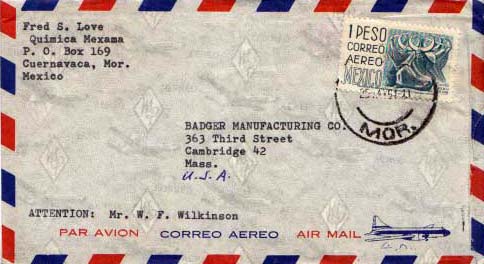 Fred S. Love
Quimica Mexama
P. O. Box 169
Cuernavaca, Mor.
Mexico
1 PESO
CORREO
AEREO
MEXICO
MOR.
BADGER MANUFACTURING CO.
363 Third Street
Cambridge 42
Mass.
U.S.A.
ATTENTION: Mr. W. F. Wilkinson
PAR AVION CORREO AEREO AIR MAIL